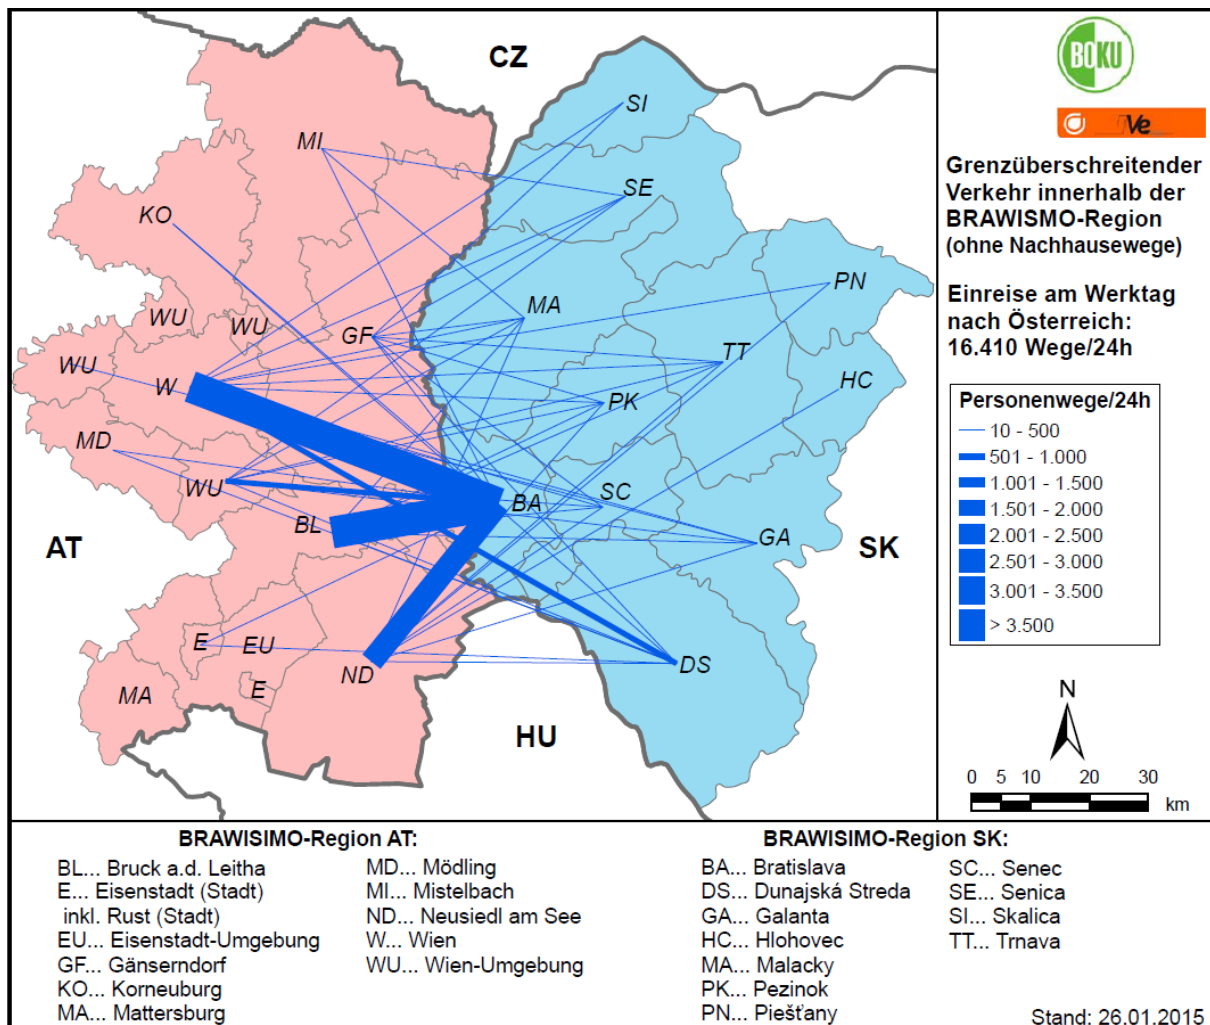 CZ
AT
SK
HU
SI
MI
SE
KO
PN
MA
WU
WU
GF
TT
WU
W
HC
PK
MD
WU
SC
BA
BL
GA
E
EU
DS
ND
E
MA
BOKU
Ve
Grenzüberschreitender
Verkehr innerhalb der
BRAWISMO-Region
(ohne Nachhausewege)
Einreise am Werktag
nach Österreich:
16.410 Wege/24h
Personenwege/24h
10 - 500
501 - 1.000
1.001 - 1.500
1.501 - 2.000
2.001 - 2.500
2.501 - 3.000
3.001 - 3.500
> 3.500
N
0 5 10 20 30
km
BRAWISIMO-Region AT:
BL... Bruck a.d. Leitha
E... Eisenstadt (Stadt)
inkl. Rust (Stadt)
EU... Eisenstadt-Umgebung
GF... Gänserndorf
KO... Korneuburg
MA... Mattersburg
MD... Mödling
MI... Mistelbach
ND... Neusiedl am See
W... Wien
WU... Wien-Umgebung
BRAWISIMO-Region SK:
BA... Bratislava
DS... Dunajská Streda
GA... Galanta
HC... Hlohovec
MA... Malacky
PK... Pezinok
PN... Piešťany
SC... Senec
SE... Senica
SI... Skalica
TT... Trnava
Stand: 26.01.2015